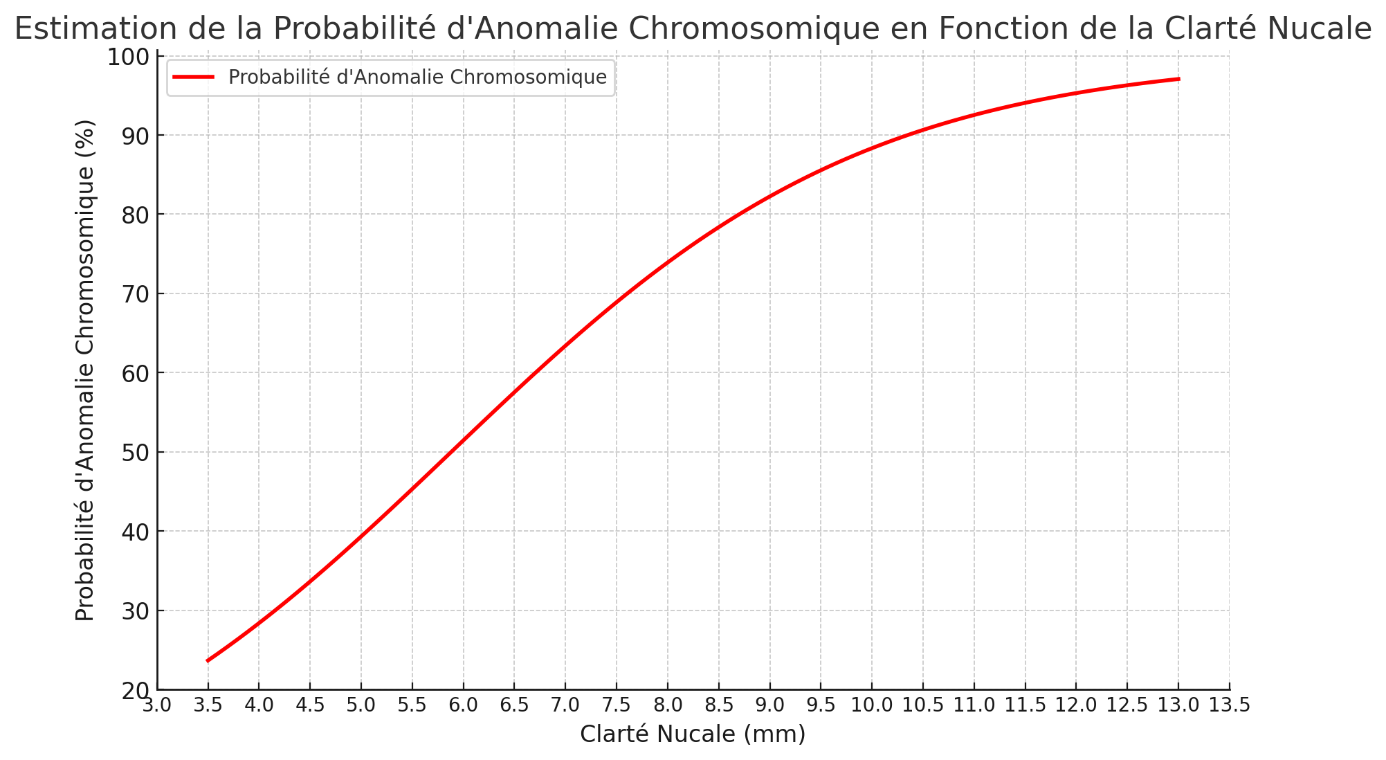 Estimation de la Probabilité d'Anomalie Chromosomique en Fonction de la Clarté Nucale
Probabilité d'Anomalie Chromosomique
Probabilité d'Anomalie Chromosomique (%)
100
90
80
70
60
50
40
30
20
3.0 3.5 4.0 4.5 5.0 5.5 6.0 6.5 7.0 7.5 8.0 8.5 9.0 9.5 10.0 10.5 11.0 11.5 12.0 12.5 13.0 13.5
Clarté Nucale (mm)